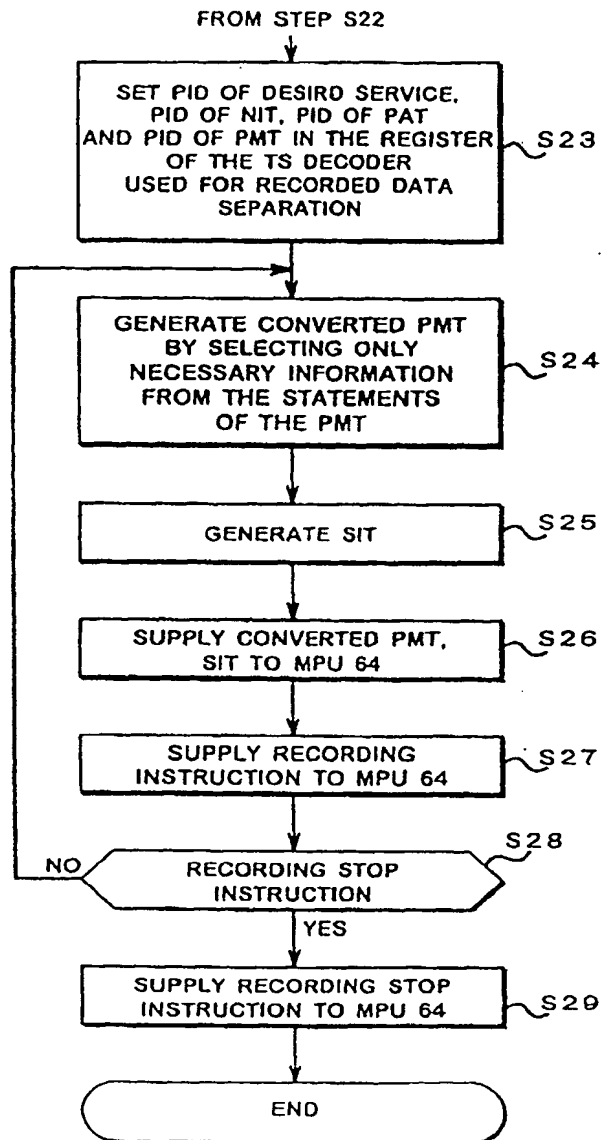 FROM STEP S22
SET PID OF DESIRD SERVICE,
PID OF NIT, PID OF PAT
AND PID OF PMT IN THE REGISTER
OF THE TS DECODER
USED FOR RECORDED DATA
SEPARATION
S23
GENERATE CONVERTED PMT
BY SELECTING ONLY
NECESSARY INFORMATION
FROM THE STATEMENTS
OF THE PMT
S24
GENERATE SIT
S25
SUPPLY CONVERTED PMT,
SIT TO MPU 64
S26
SUPPLY RECORDING
INSTRUCTION TO MPU 64
S27
S28
NO
RECORDING STOP
INSTRUCTION
YES
SUPPLY RECORDING STOP
INSTRUCTION TO MPU 64
S29
END